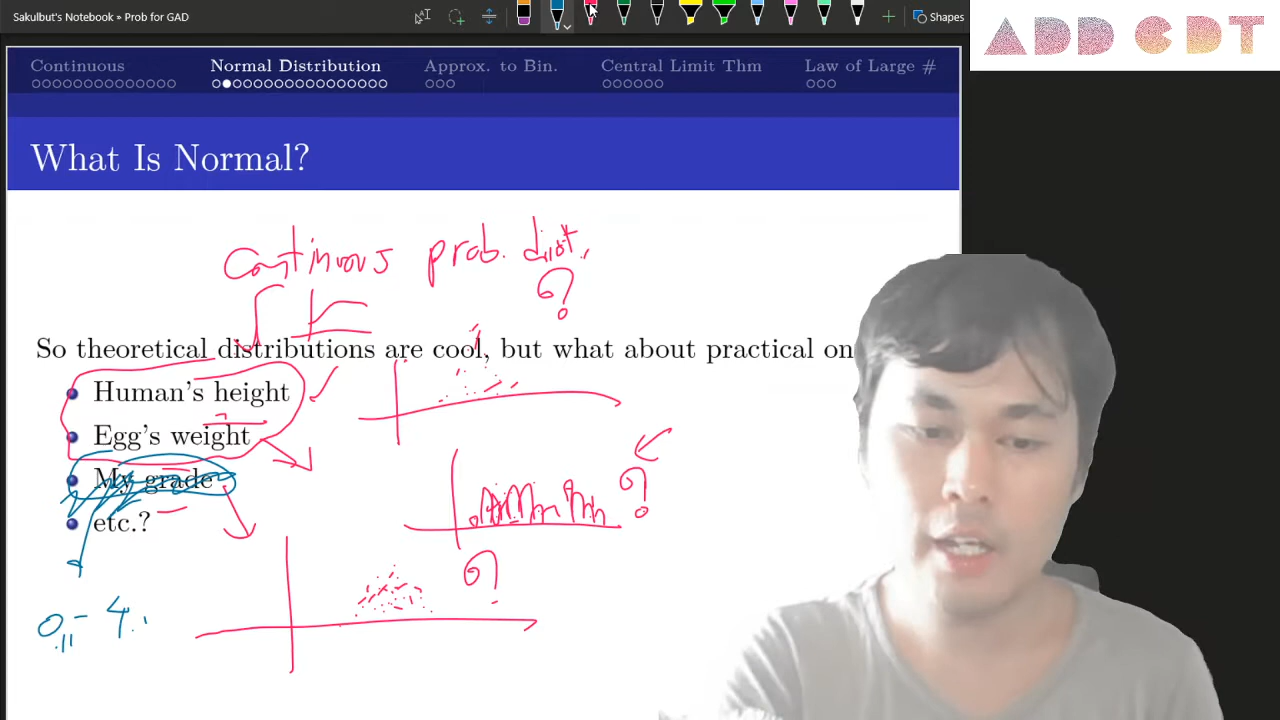 Sakulbut's Notebook » Prob for GAD
Shapes
ADD CDT
Continuous
Normal Distribution
Approx. to Bin.
Central Limit Thm
Law of Large #
What Is Normal?
Continuous prob. dist.
?
So theoretical distributions are cool, but what about practical on
Human's height
Egg's weight
?
My grade
etc.?
?